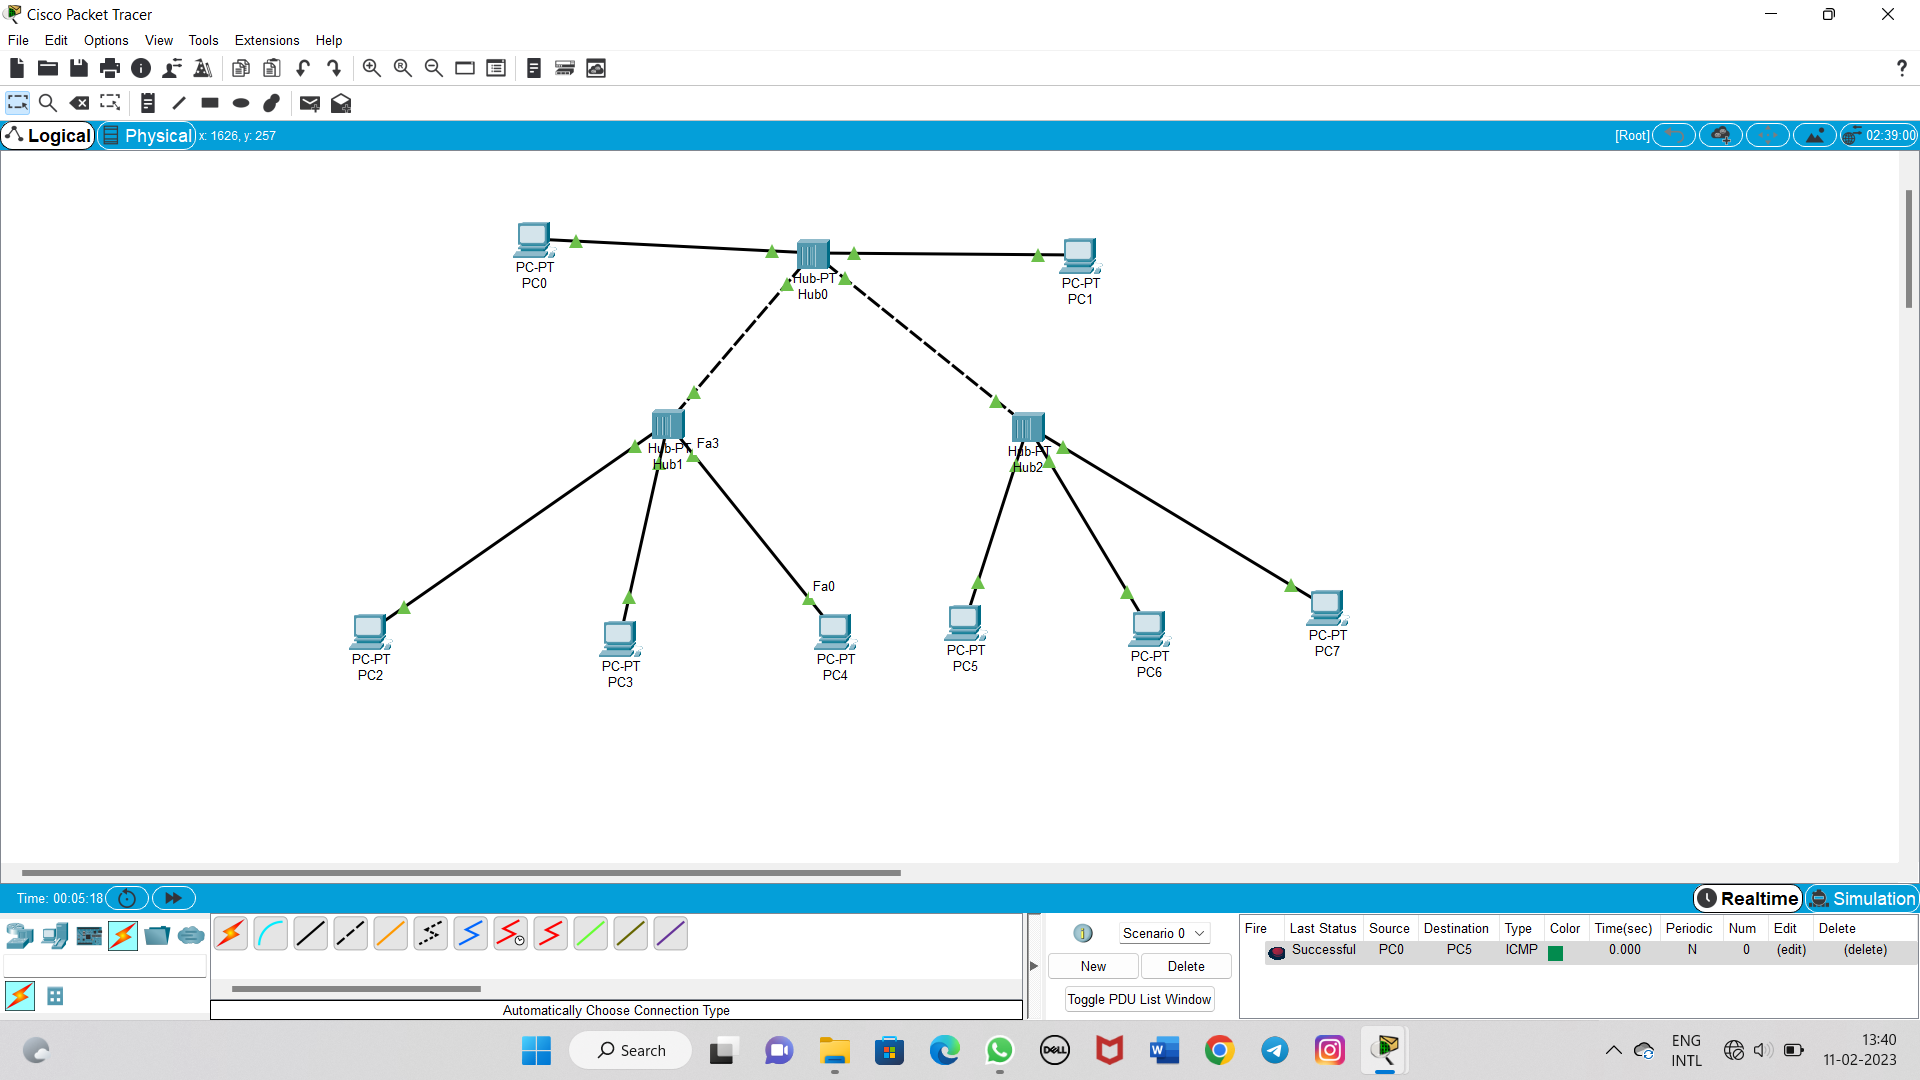 Cisco Packet Tracer
File Edit Options View Tools Extensions Help
?
Logical Physical x: 1626, y: 257 [Root] 02:39:00
PC-PT
PC0
Hub-PT
Hub0
PC-PT
PC1
Fa3
Hub-PT
Hub1
Hub-PT
Hub2
Fa0
PC-PT
PC2
PC-PT
PC3
PC-PT
PC4
PC-PT
PC5
PC-PT
PC6
PC-PT
PC7
Time: 00:05:18 Realtime Simulation
Scenario 0
New Delete
Toggle PDU List Window
Fire Last Status Source Destination Type Color Time(sec) Periodic Num Edit Delete
Successful PC0 PC5 ICMP 0.000 N 0 (edit) (delete)
Automatically Choose Connection Type
Search
DELL
W
ENG
INTL
13:40
11-02-2023